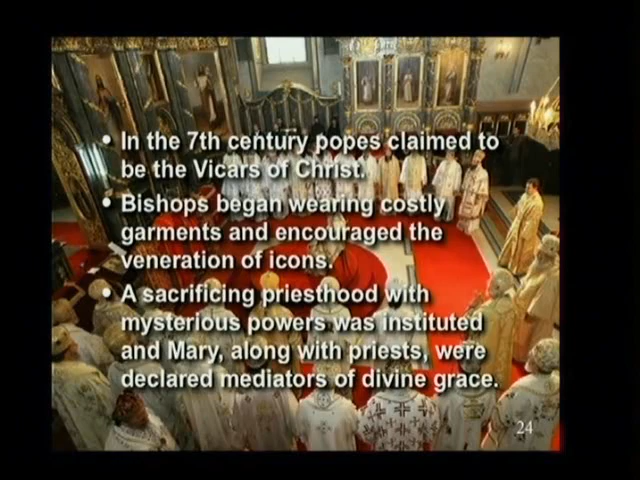 • In the 7th century popes claimed to
be the Vicars of Christ.
• Bishops began wearing costly
garments and encouraged the
veneration of icons.
• A sacrificing priesthood with
mysterious powers was instituted
and Mary, along with priests, were
declared mediators of divine grace.
24